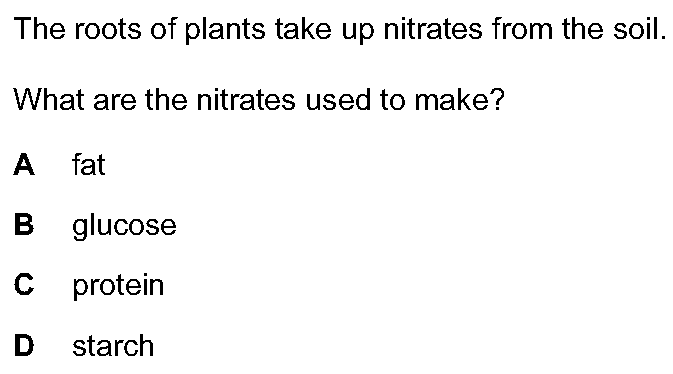 The roots of plants take up nitrates from the soil.
What are the nitrates used to make?
A fat
B glucose
C protein
D starch